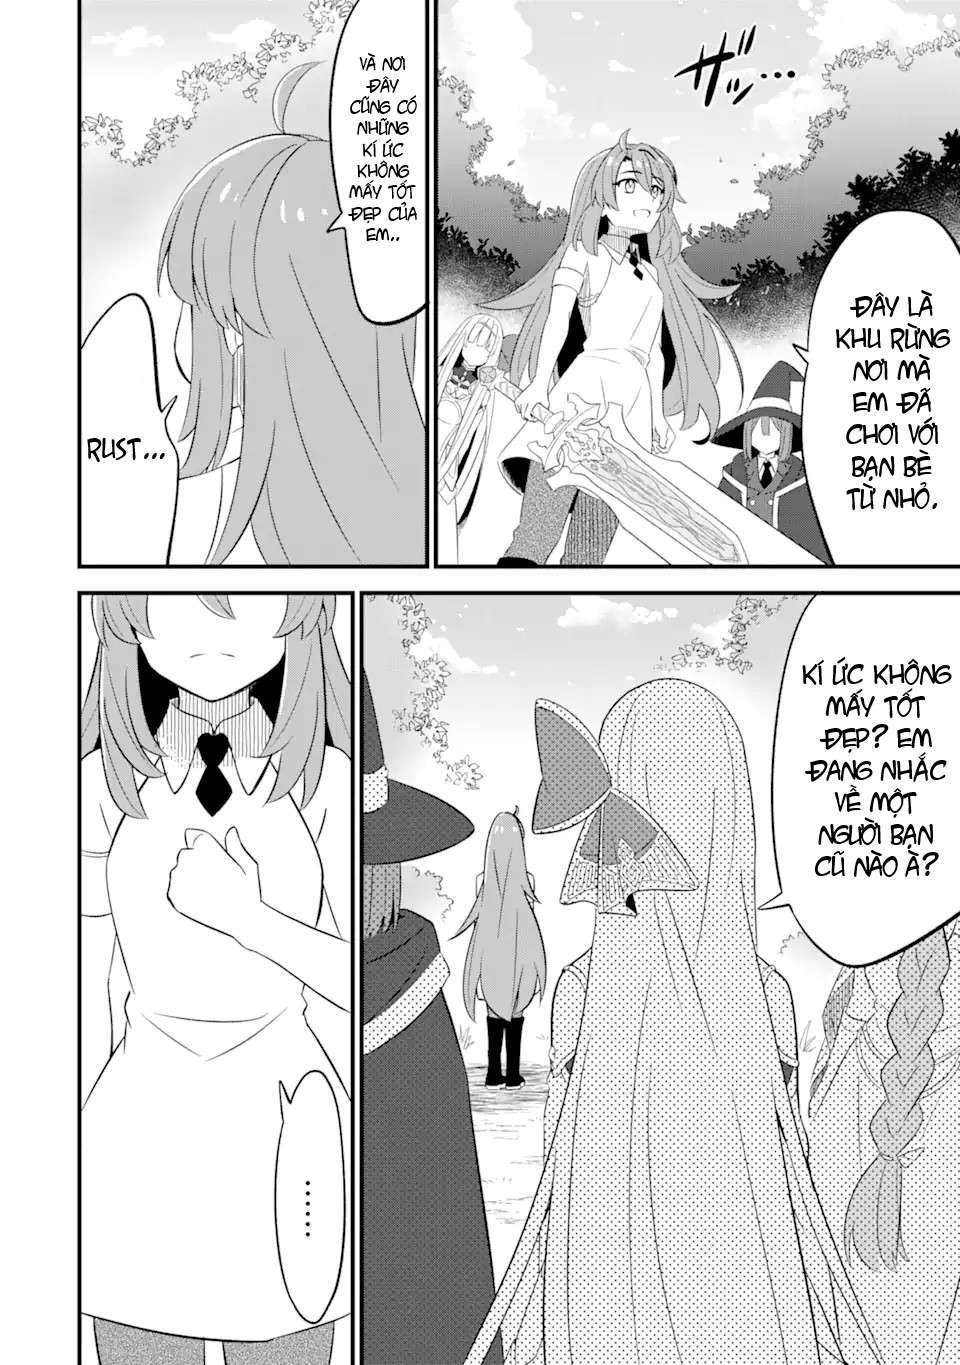 ザッ…
ĐÂY LÀ
KHU RỪNG
NƠI MÀ
EM ĐÃ
CHƠI VỚI
BẠN BÈ
TỪ NHỎ.
VÀ NƠI
ĐÂY
CŨNG CÓ
NHỮNG
KÍ ỨC
KHÔNG
MẤY TỐT
ĐẸP CỦA
EM..
RUST...
KÍ ỨC KHÔNG
MẤY TỐT
ĐẸP? EM
ĐANG NHẮC
VỀ MỘT
NGƯỜI BẠN
CŨ NÀO À?
......